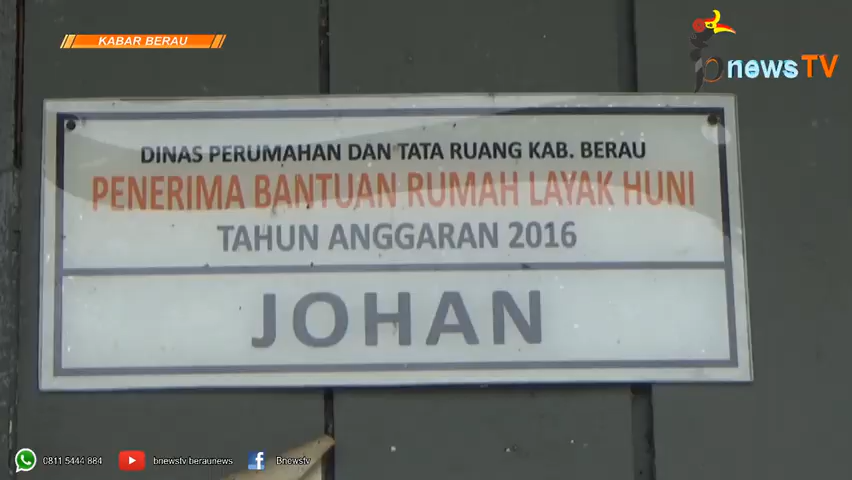 KABAR BERAU
bnewsTV
DINAS PERUMAHAN DAN TATA RUANG KAB. BERAU
PENERIMA BANTUAN RUMAH LAYAK HUNI
TAHUN ANGGARAN 2016
JOHAN
0811 5444 884 bnewstv.beraunews Bnewstv